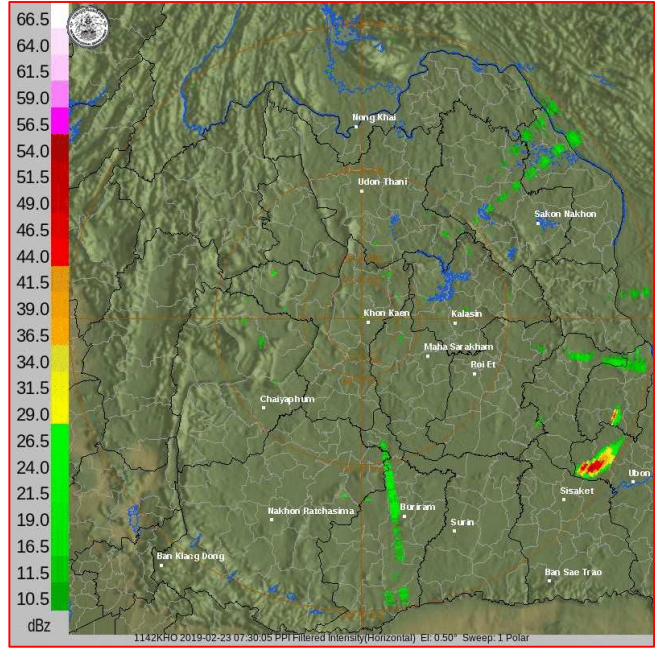 66.5
64.0
61.5
59.0
56.5
54.0
51.5
49.0
46.5
44.0
41.5
39.0
36.5
34.0
31.5
29.0
26.5
24.0
21.5
19.0
16.5
11.5
10.5
dBz
Nong Khai
Udon Thani
Sakon Nakhon
Khon Kaen
Kalasin
Maha Sarakham
Roi Et
Chaiyaphum
Ubon
Sisaket
Nakhon Ratchasima
Buriram
Surin
Ban Klang Dong
Ban Sae Trao
1142KHO 2019-02-23 07:30:05 PPI Filtered Intensity(Horizontal) El: 0.50° Sweep: 1 Polar